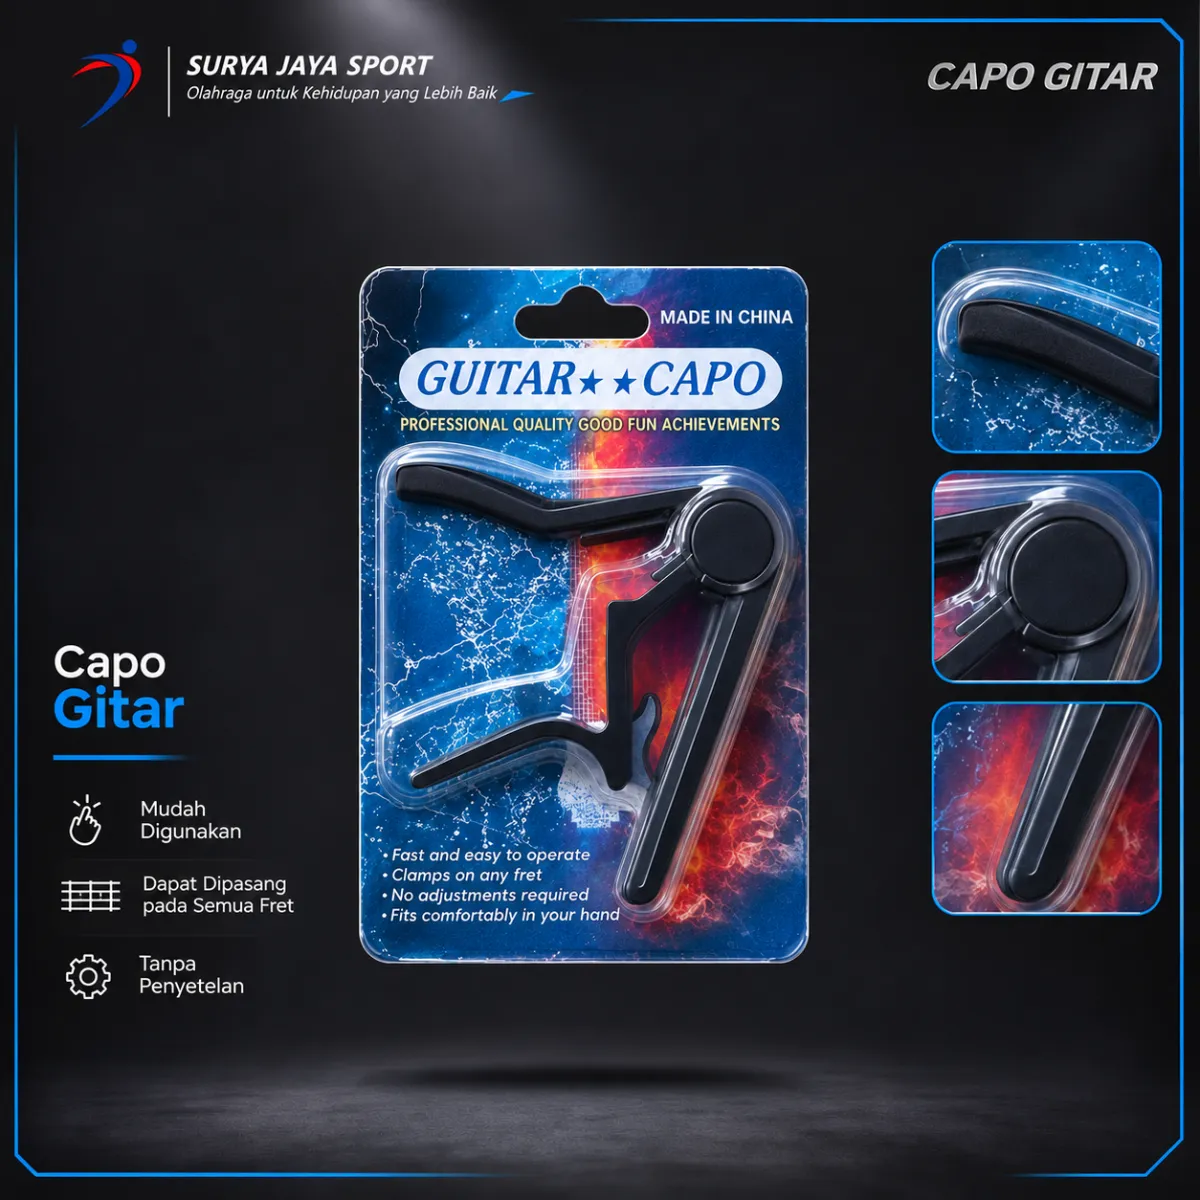 SURYA JAYA SPORT
Olahraga untuk Kehidupan yang Lebih Baik
CAPO GITAR
MADE IN CHINA
GUITAR★ ★CAPO
PROFESSIONAL QUALITY GOOD FUN ACHIEVEMENTS
• Fast and easy to operate
• Clamps on any fret
• No adjustments required
• Fits comfortably in your hand
Capo
Gitar
Mudah
Digunakan
Dapat Dipasang
pada Semua Fret
Tanpa
Penyetelan